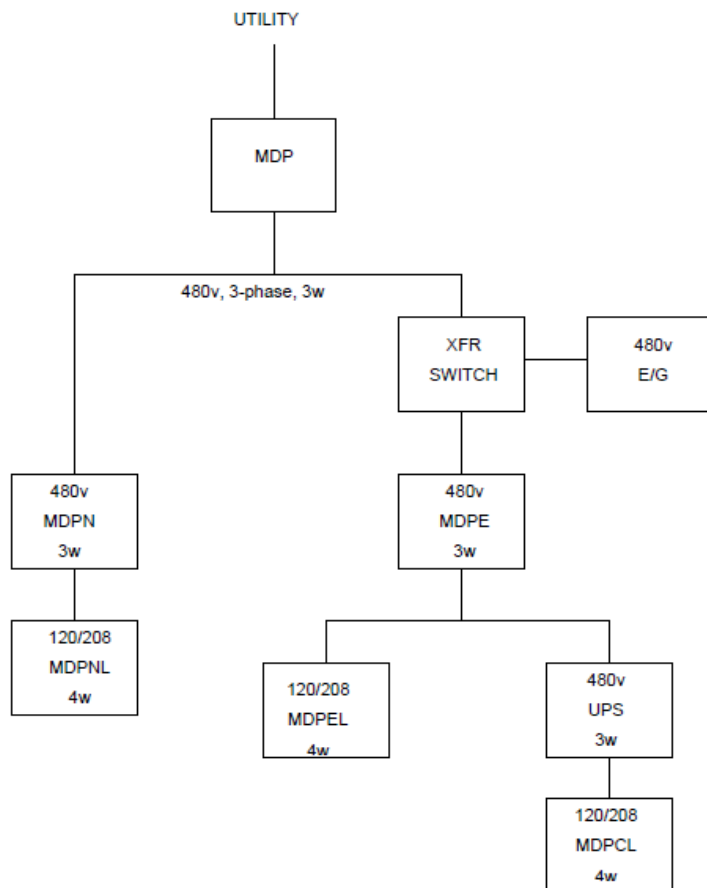 UTILITY
MDP
480v, 3-phase, 3w
XFR
SWITCH
480v
E/G
480v
MDPN
3w
480v
MDPE
3w
120/208
MDPNL
4w
120/208
MDPEL
4w
480v
UPS
3w
120/208
MDPCL
4w